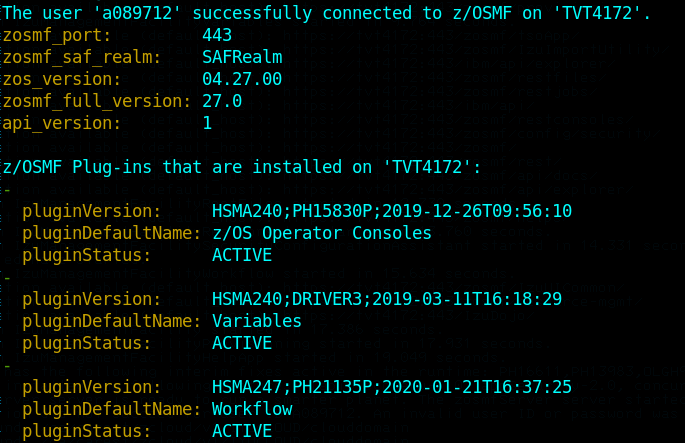 The user 'a089712' successfully connected to z/OSMF on 'TVT4172'.
zosmf_port: 443
zosmf_saf_realm: SAFRealm
zos_version: 04.27.00
zosmf_full_version: 27.0
api_version: 1
z/OSMF Plug-ins that are installed on 'TVT4172':
-
pluginVersion: HSMA240;PH15830P;2019-12-26T09:56:10
pluginDefaultName: z/OS Operator Consoles
pluginStatus: ACTIVE
-
pluginVersion: HSMA240;DRIVER3;2019-03-11T16:18:29
pluginDefaultName: Variables
pluginStatus: ACTIVE
-
pluginVersion: HSMA247;PH21135P;2020-01-21T16:37:25
pluginDefaultName: Workflow
pluginStatus: ACTIVE